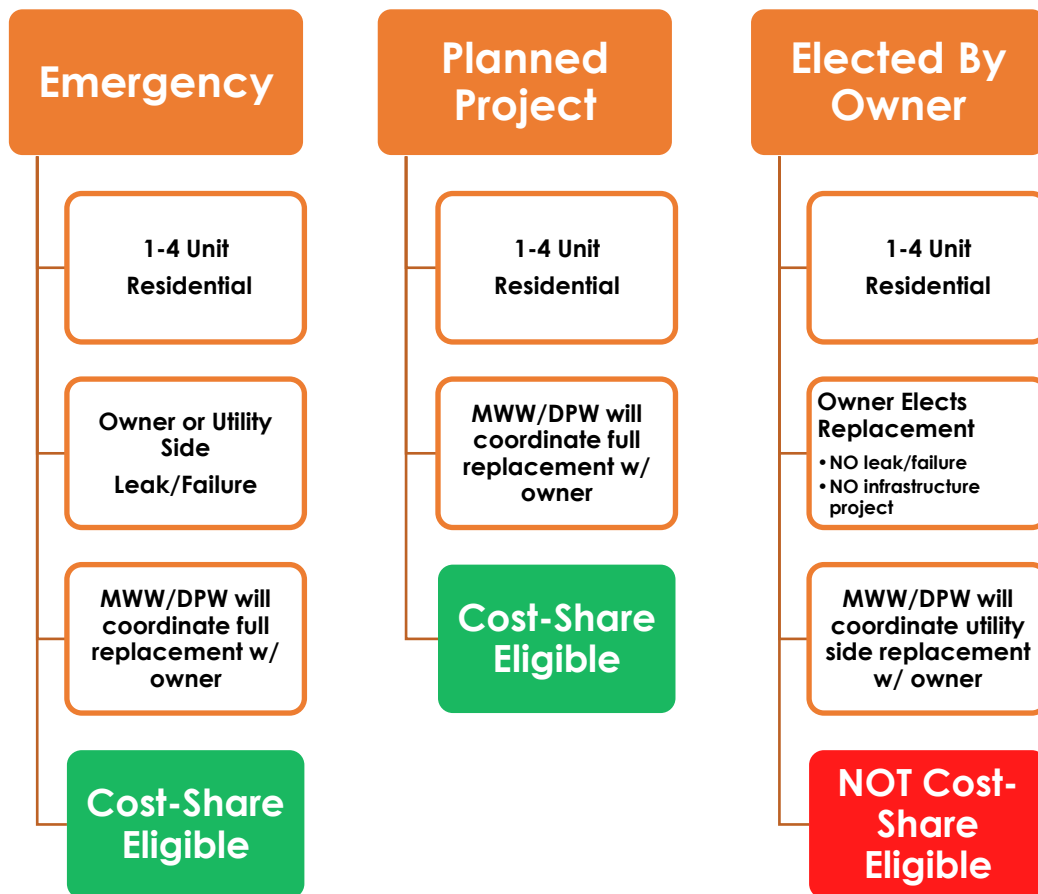 Emergency
1-4 Unit
Residential
Owner or Utility
Side
Leak/Failure
MWW/DPW will
coordinate full
replacement w/
owner
Cost-Share
Eligible
Planned
Project
1-4 Unit
Residential
MWW/DPW will
coordinate full
replacement w/
owner
Cost-Share
Eligible
Elected By
Owner
1-4 Unit
Residential
Owner Elects
Replacement
• NO leak/failure
• NO infrastructure
project
MWW/DPW will
coordinate utility
side replacement
w/ owner
NOT Cost-
Share
Eligible